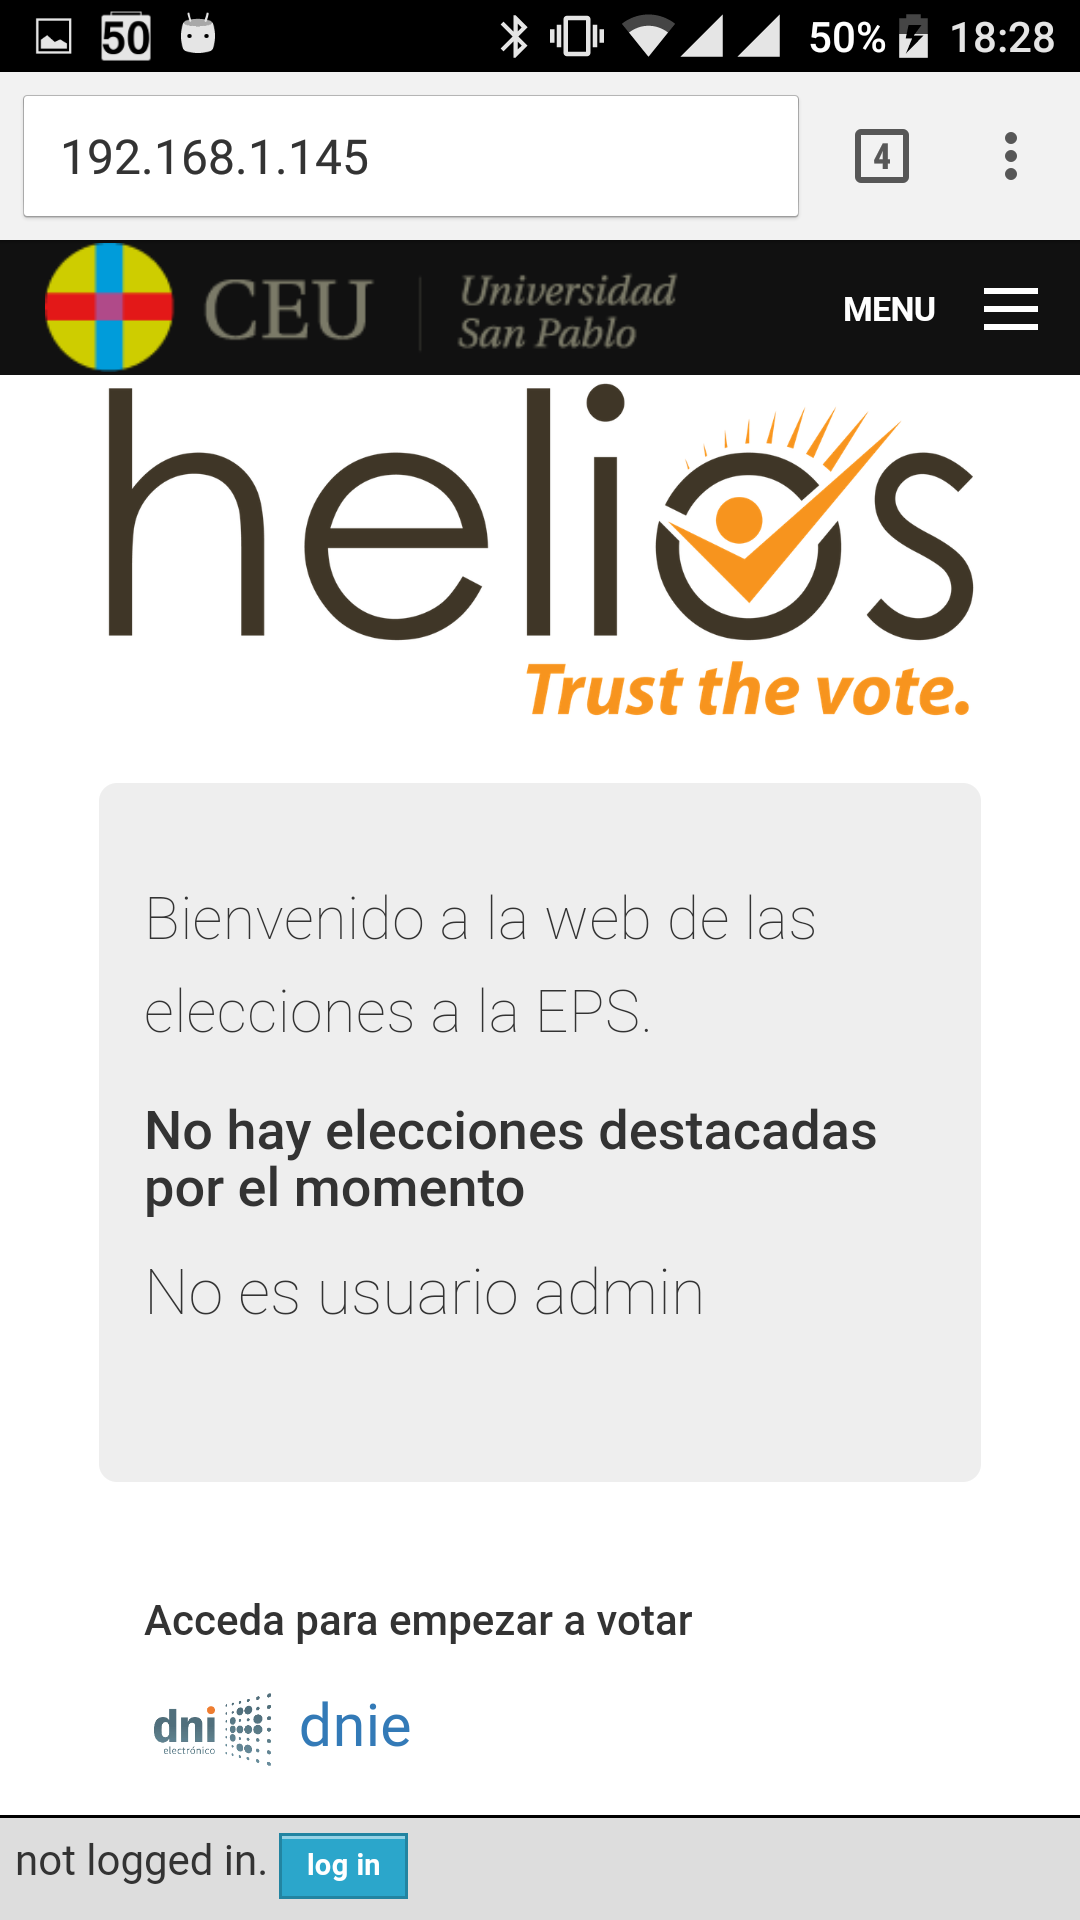 50
50%
18:28
192.168.1.145
4
CEU
Universidad
San Pablo
MENU
helios
Trust the vote.
Bienvenido a la web de las
elecciones a la EPS.
No hay elecciones destacadas
por el momento
No es usuario admin
Acceda para empezar a votar
dni
electrónico
dnie
not logged in.
log in